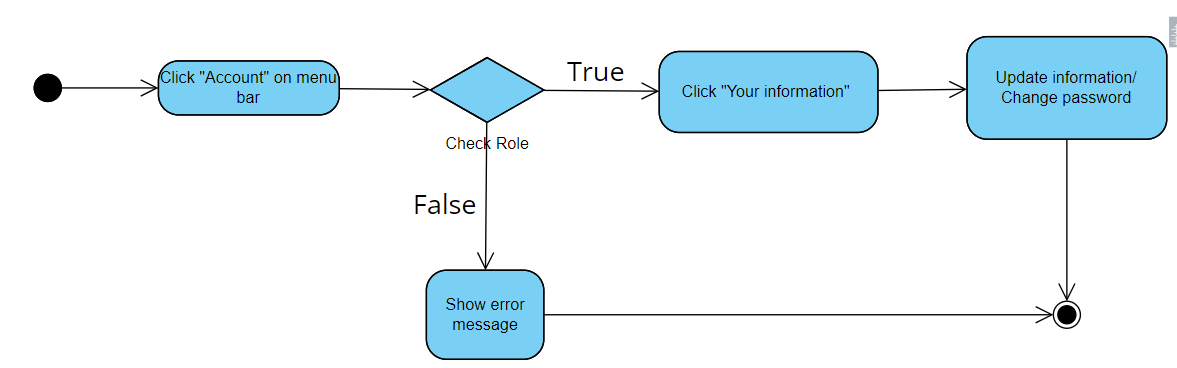 Click "Account" on menu
bar
True
Click "Your information"
Update information/
Change password
Check Role
False
Show error
message